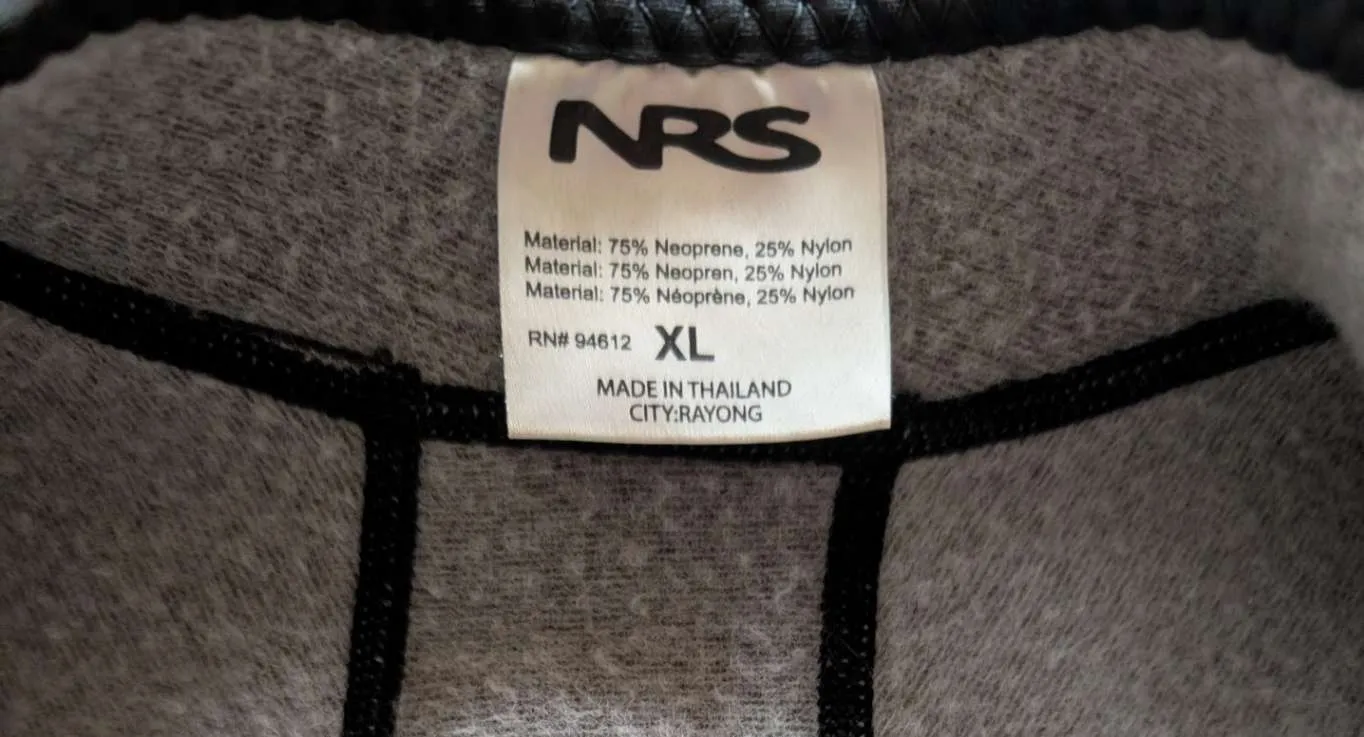 NRS
Material: 75% Neoprene, 25% Nylon
Material: 75% Neopren, 25% Nylon
Material: 75% Néoprène, 25% Nylon
RN# 94612 XL
MADE IN THAILAND
CITY:RAYONG